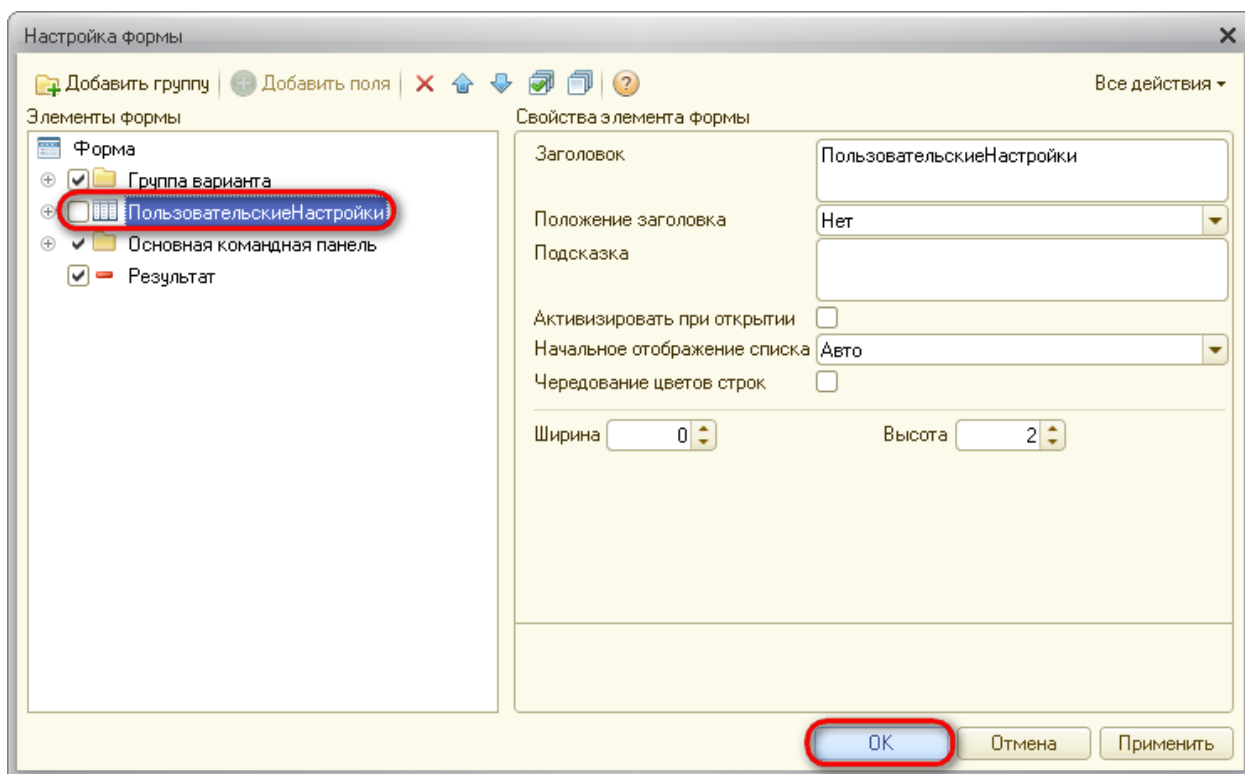 Настройка формы
Добавить группу Добавить поля Все действия
Элементы формы Свойства элемента формы
Форма
Группа варианта
ПользовательскиеНастройки
Основная командная панель
Результат
Заголовок ПользовательскиеНастройки
Положение заголовка Нет
Подсказка
Активизировать при открытии
Начальное отображение списка Авто
Чередование цветов строк
Ширина 0 Высота 2
OK Отмена Применить